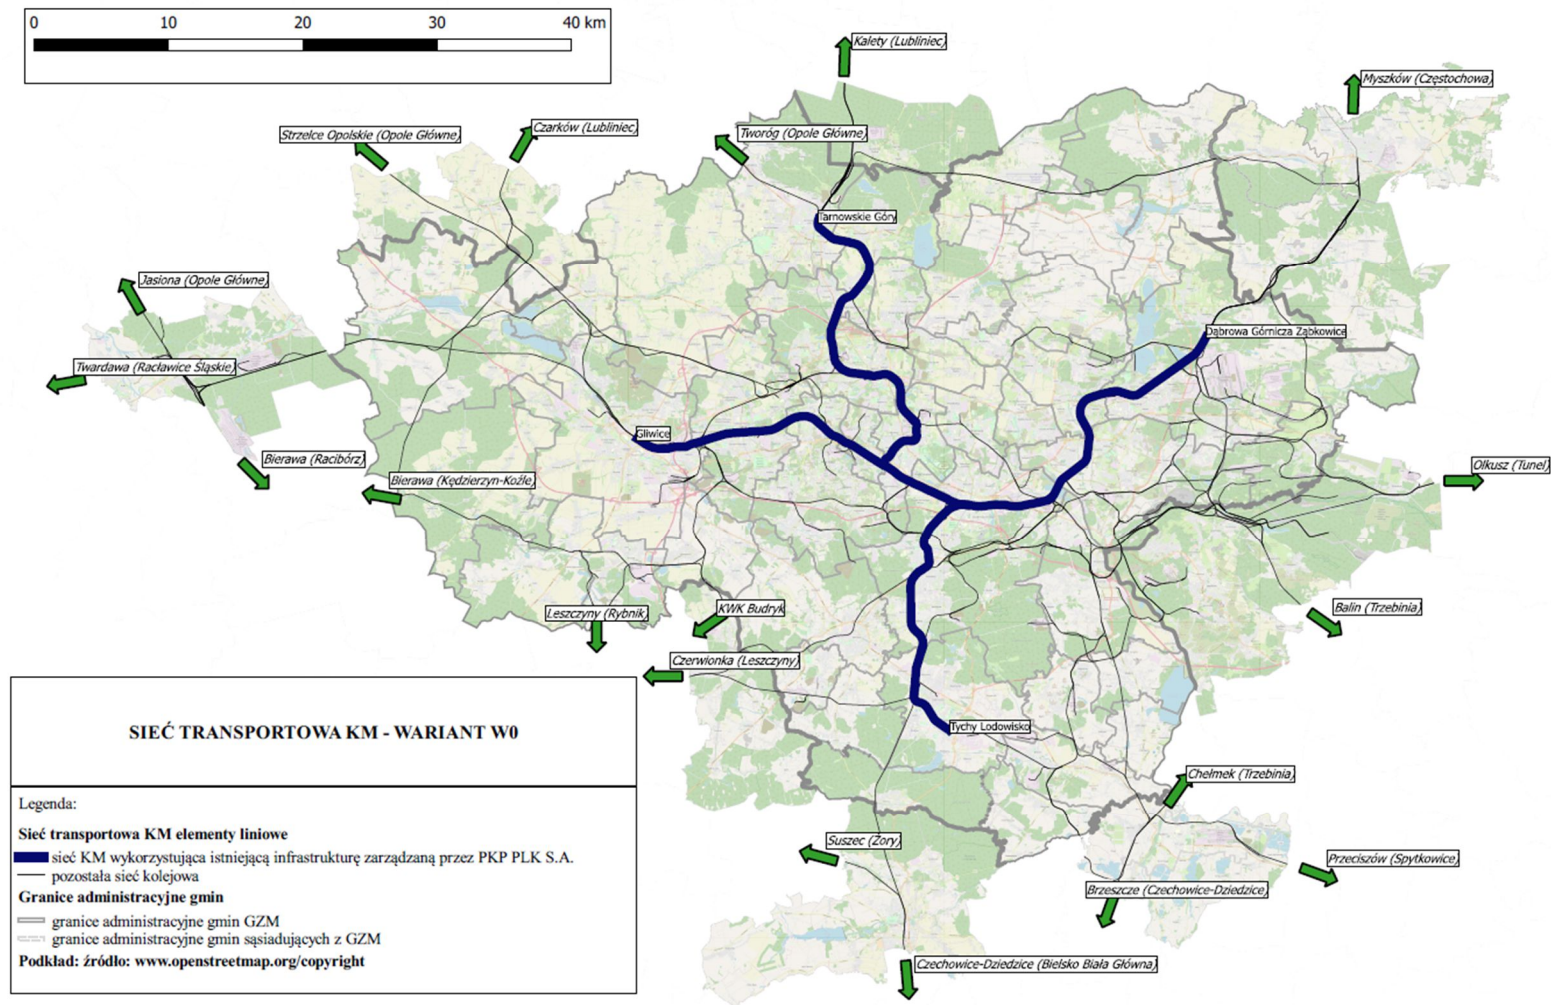 0 10 20 30 40 km
Kalety (Lubliniec)
Myszków (Częstochowa)
Strzelce Opolskie (Opole Główne)
Czarków (Lubliniec)
Tworóg (Opole Główne)
Tarnowskie Góry
Jasiona (Opole Główne)
Dąbrowa Górnicza Ząbkowice
Twardawa (Racławice Śląskie)
Gliwice
Bierawa (Racibórz)
Olkusz (Tunel)
Bierawa (Kędzierzyn-Koźle)
Leszczyny (Rybnik)
KWK Budryk
Balin (Trzebinia)
Czerwionka (Leszczyny)
Tychy Lodowisko
Chełmek (Trzebinia)
Suszec (Żory)
Przeciszów (Spytkowice)
Brzeszcze (Czechowice-Dziedzice)
Czechowice-Dziedzice (Bielsko Biała Główna)
SIEĆ TRANSPORTOWA KM - WARIANT W0
Legenda:
Sieć transportowa KM elementy liniowe
sieć KM wykorzystująca istniejącą infrastrukturę zarządzaną przez PKP PLK S.A.
pozostała sieć kolejowa
Granice administracyjne gmin
granice administracyjne gmin GZM
granice administracyjne gmin sąsiadujących z GZM
Podkład: źródło: www.openstreetmap.org/copyright